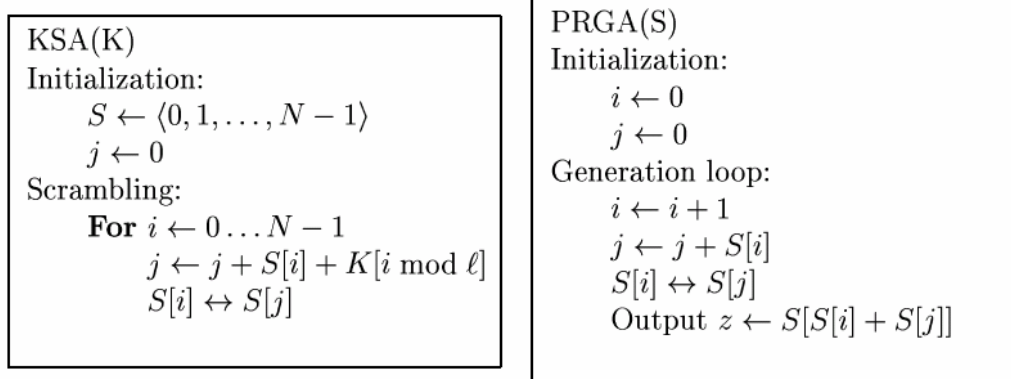 KSA(K)
Initialization:
S ← ⟨0, 1, . . . , N − 1⟩
j ← 0
Scrambling:
For i ← 0 . . . N − 1
j ← j + S[i] + K[i mod ℓ]
S[i] ↔ S[j]
PRGA(S)
Initialization:
i ← 0
j ← 0
Generation loop:
i ← i + 1
j ← j + S[i]
S[i] ↔ S[j]
Output z ← S[S[i] + S[j]]